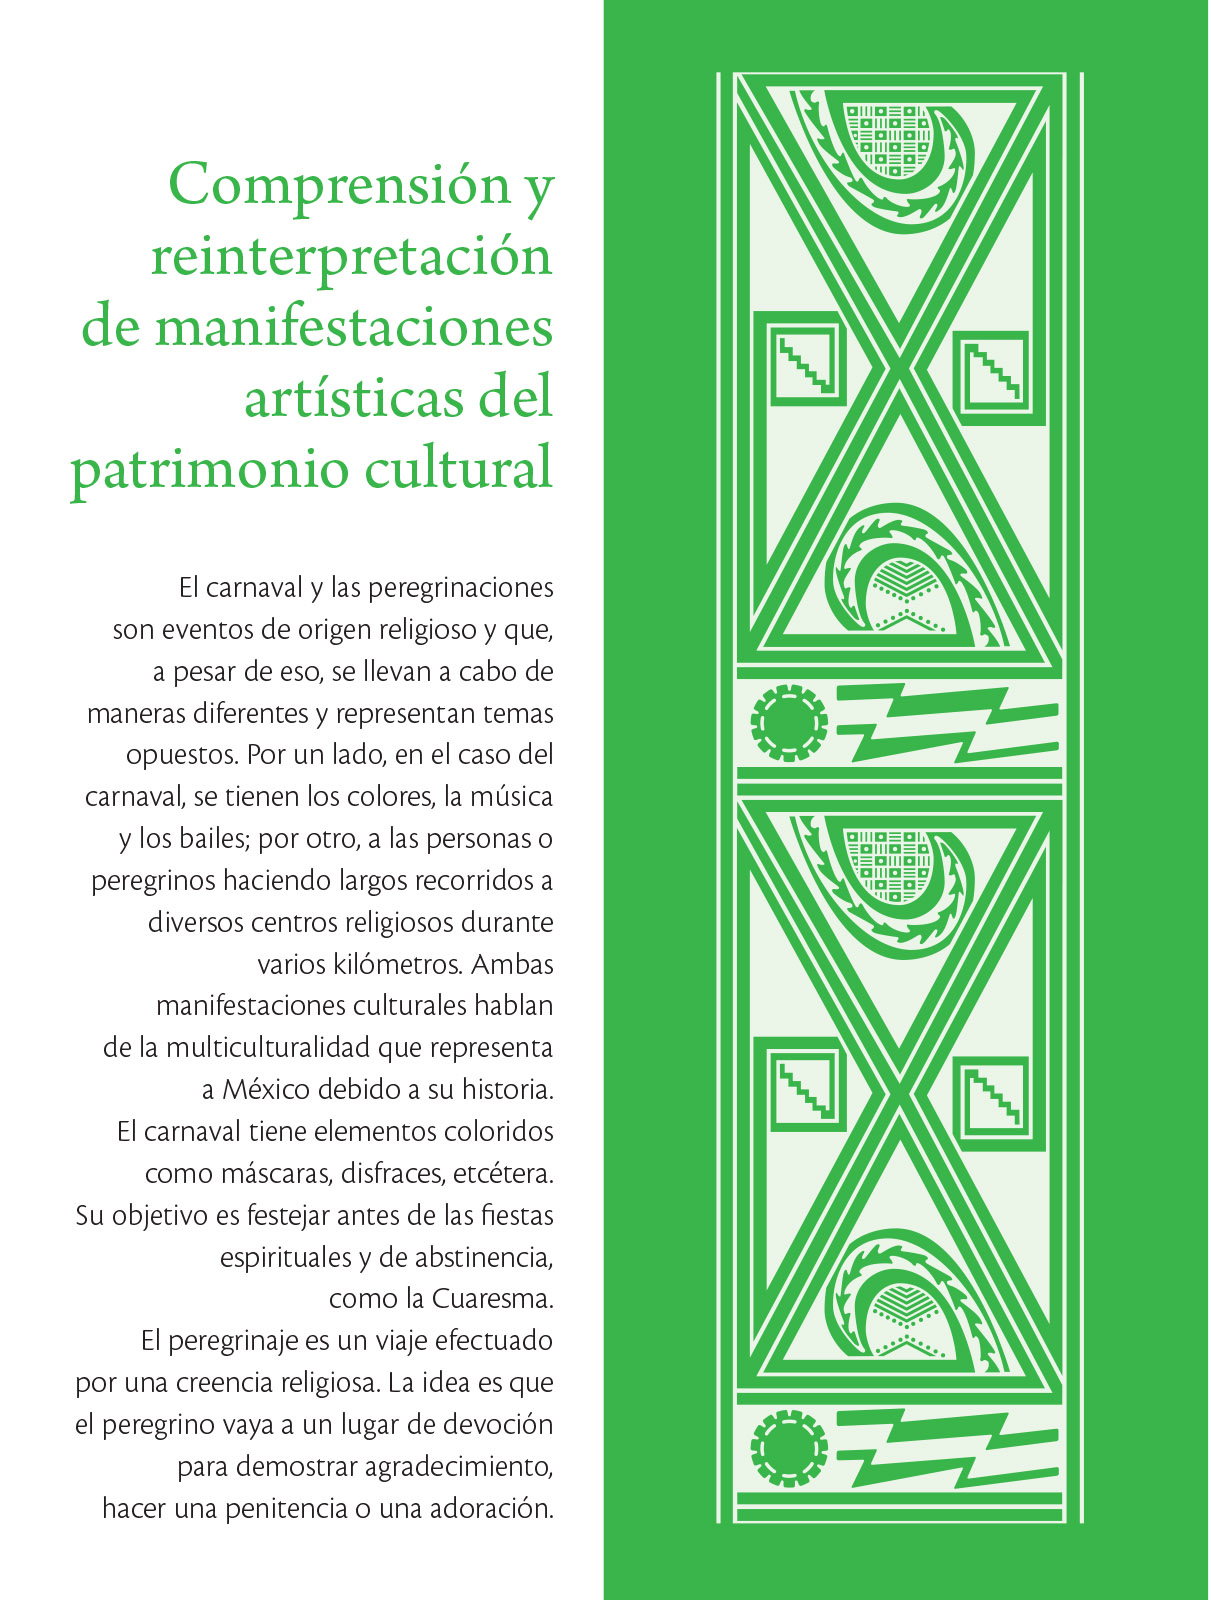 Comprensión y
reinterpretación
de manifestaciones
artísticas del
patrimonio cultural
El carnaval y las peregrinaciones
son eventos de origen religioso y que,
a pesar de eso, se llevan a cabo de
maneras diferentes y representan temas
opuestos. Por un lado, en el caso del
carnaval, se tienen los colores, la música
y los bailes; por otro, a las personas o
peregrinos haciendo largos recorridos a
diversos centros religiosos durante
varios kilómetros. Ambas
manifestaciones culturales hablan
de la multiculturalidad que representa
a México debido a su historia.
El carnaval tiene elementos coloridos
como máscaras, disfraces, etcétera.
Su objetivo es festejar antes de las fiestas
espirituales y de abstinencia,
como la Cuaresma.
El peregrinaje es un viaje efectuado
por una creencia religiosa. La idea es que
el peregrino vaya a un lugar de devoción
para demostrar agradecimiento,
hacer una penitencia o una adoración.